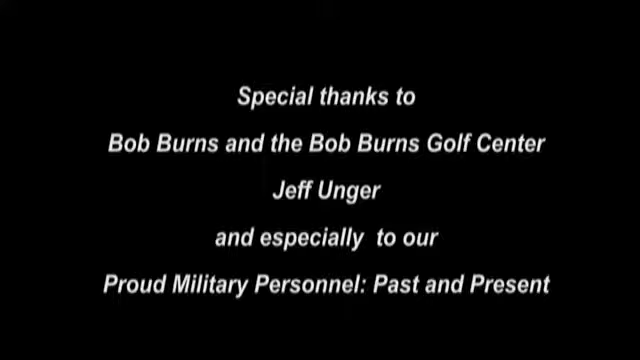 Special thanks to
Bob Burns and the Bob Burns Golf Center
Jeff Unger
and especially  to our
Proud Military Personnel: Past and Present